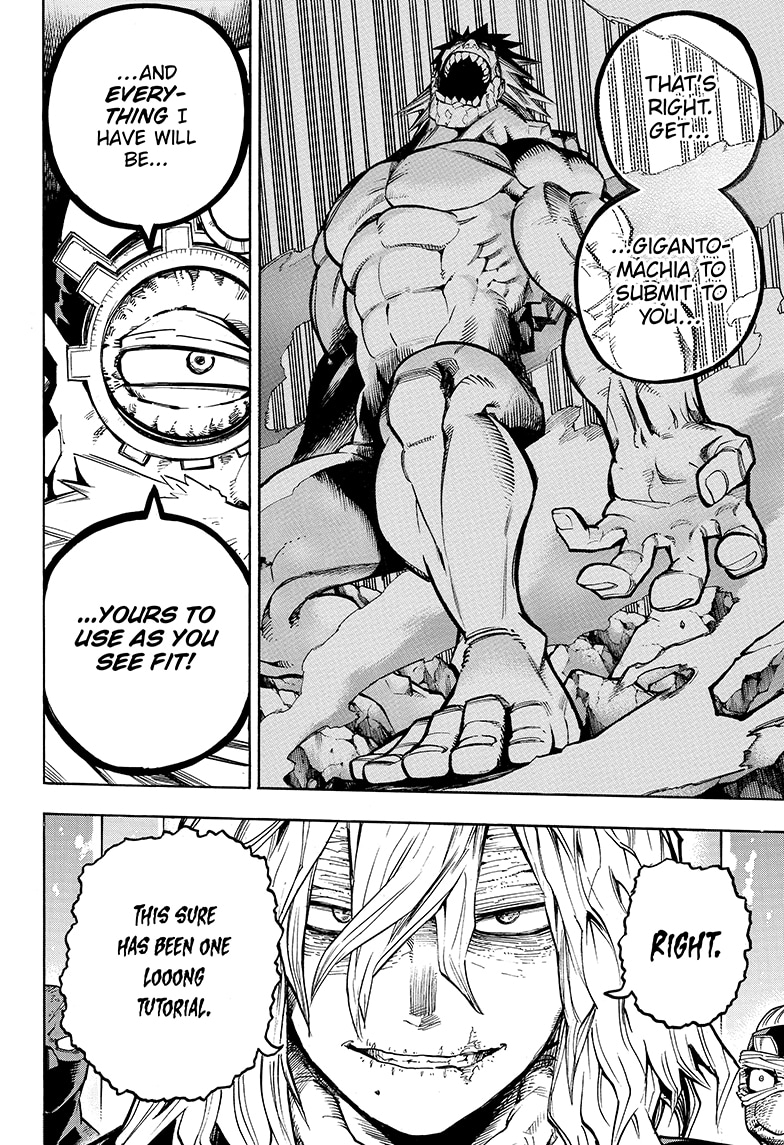 THAT'S
RIGHT.
GET...
...GIGANTO-
MACHIA TO
SUBMIT TO
YOU...
...AND
EVERY-
THING I
HAVE WILL
BE...
...YOURS TO
USE AS YOU
SEE FIT!
RIGHT.
THIS SURE
HAS BEEN ONE
LOOONG
TUTORIAL.